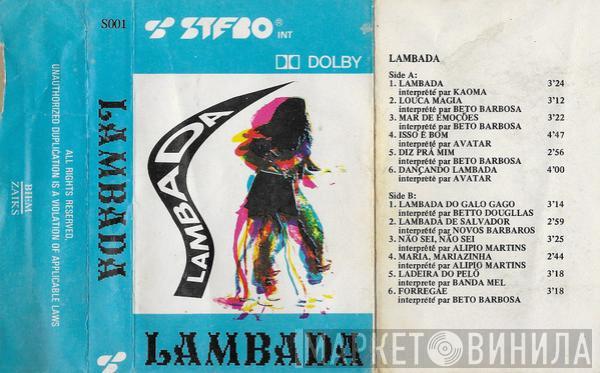 S001
LAMBADA
BIEM
ZAIKS
ALL RIGHTS RESERVED.
UNAUTHORIZED DUPLICATION IS A VIOLATION OF APPLICABLE LAWS
STEBO® INT
DOLBY
LAMBADA
LAMBADA
LAMBADA
Side A:
1. LAMBADA 3'24
interprété par KAOMA
2. LOUCA MAGIA 3'12
interprété par BETO BARBOSA
3. MAR DE EMOÇÕES 3'22
interprété par BETO BARBOSA
4. ISSO É BOM 4'47
interprété par AVATAR
5. DIZ PRÁ MIM 2'56
interprété par BETO BARBOSA
6. DANÇANDO LAMBADA 4'00
interprété par AVATAR
Side B:
1. LAMBADA DO GALO GAGO 3'14
interprété par BETTO DOUGLLAS
2. LAMBADA DE SALVADOR 2'59
interprété par NOVOS BARBAROS
3. NÃO SEI, NÃO SEI 3'25
interprété par ALIPIO MARTINS
4. MARIA, MARIAZINHA 2'44
interprété par ALIPIO MARTINS
5. LADEIRA DO PELÔ 3'18
interprete par BANDA MEL
6. FORREGAE 3'18
interprété par BETO BARBOSA
МАРКЕТ ВИНИЛА